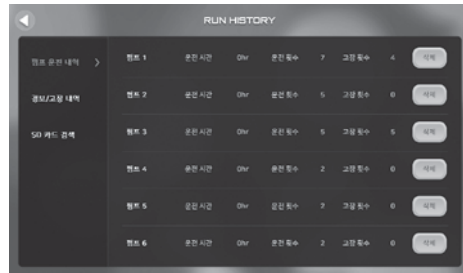 RUN HISTORY
펌프 운전 내역 >
경보/고장 내역
SD 카드 검색
펌프 1 운전 시간 0hr 운전 횟수 7 고장 횟수 4 삭제
펌프 2 운전 시간 0hr 운전 횟수 5 고장 횟수 0 삭제
펌프 3 운전 시간 0hr 운전 횟수 5 고장 횟수 5 삭제
펌프 4 운전 시간 0hr 운전 횟수 2 고장 횟수 0 삭제
펌프 5 운전 시간 0hr 운전 횟수 2 고장 횟수 0 삭제
펌프 6 운전 시간 0hr 운전 횟수 2 고장 횟수 0 삭제